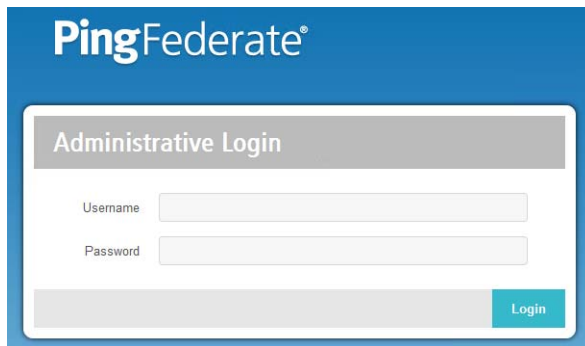 PingFederate®
Administrative Login
Username
Password
Login